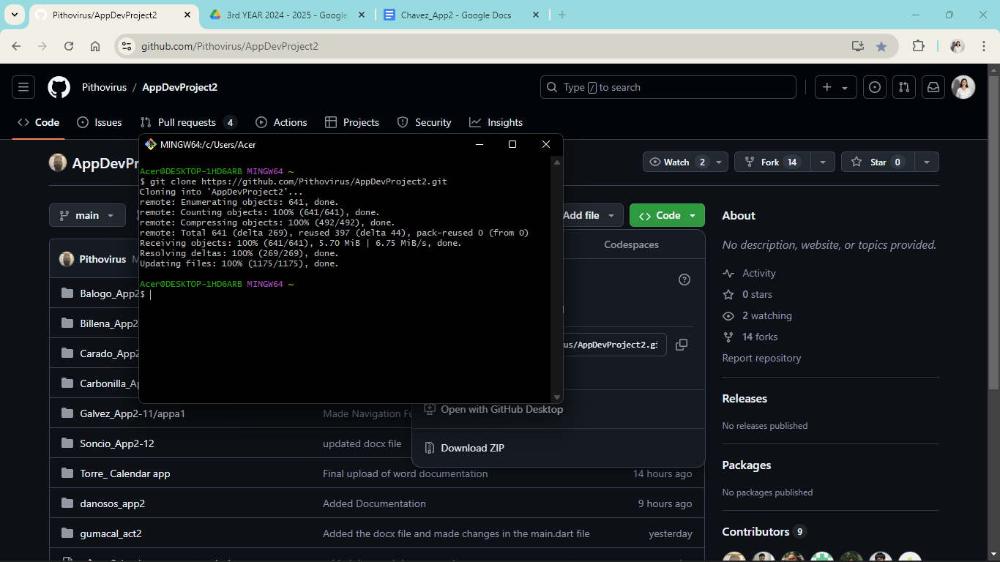 Pithovirus/AppDevProject2
3rd YEAR 2024 - 2025 - Google
Chavez_App2 - Google Docs
github.com/Pithovirus/AppDevProject2
Pithovirus / AppDevProject2
Type / to search
Code
Issues
Pull requests 4
Actions
Projects
Security
Insights
MINGW64:/c/Users/Acer
Acer@DESKTOP-1HD6ARB MINGW64 ~
$ git clone https://github.com/Pithovirus/AppDevProject2.git
Cloning into 'AppDevProject2'...
remote: Enumerating objects: 641, done.
remote: Counting objects: 100% (641/641), done.
remote: Compressing objects: 100% (492/492), done.
remote: Total 641 (delta 269), reused 397 (delta 44), pack-reused 0 (from 0)
Receiving objects: 100% (641/641), 5.70 MiB | 6.75 MiB/s, done.
Resolving deltas: 100% (269/269), done.
Updating files: 100% (1175/1175), done.
Acer@DESKTOP-1HD6ARB MINGW64 ~
$
AppDevPr
Watch 2
Fork 14
Star 0
main
Add file
Code
Codespaces
us/AppDevProject2.gi
Open with GitHub Desktop
Download ZIP
Pithovirus M
Balogo_App2
Billena_App2
Carado_App2
Carbonilla_Ap
Galvez_App2-11/appa1
Made Navigation Fu
Soncio_App2-12
updated docx file
Torre_ Calendar app
Final upload of word documentation
14 hours ago
danosos_app2
Added Documentation
9 hours ago
gumacal_act2
Added the docx file and made changes in the main.dart file
yesterday
About
No description, website, or topics provided.
Activity
0 stars
2 watching
14 forks
Report repository
Releases
No releases published
Packages
No packages published
Contributors 9